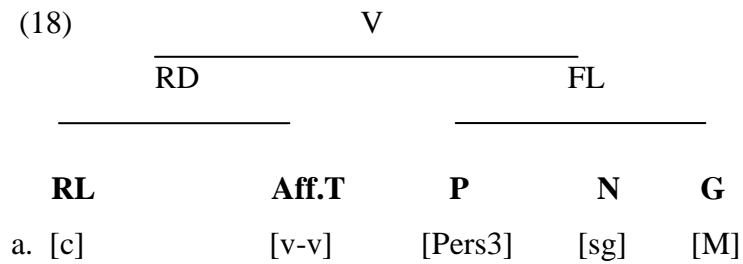 (18) V
RD FL
RL Aff.T P N G
a. [c] [v-v] [Pers3] [sg] [M]